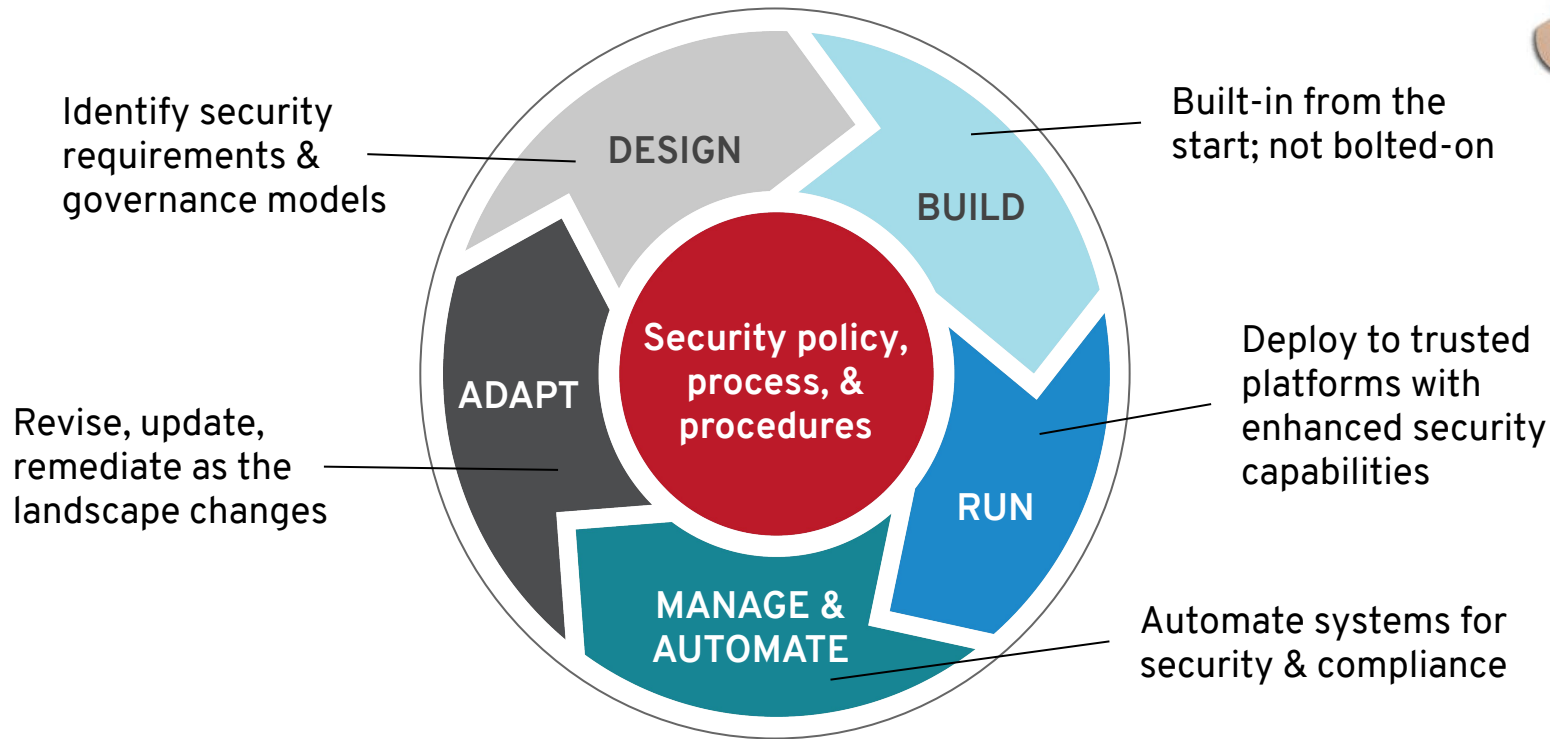 Identify security
requirements &
governance models
DESIGN
Built-in from the
start; not bolted-on
BUILD
Security policy,
process, &
procedures
ADAPT
Revise, update,
remediate as the
landscape changes
Deploy to trusted
platforms with
enhanced security
capabilities
RUN
MANAGE &
AUTOMATE
Automate systems for
security & compliance